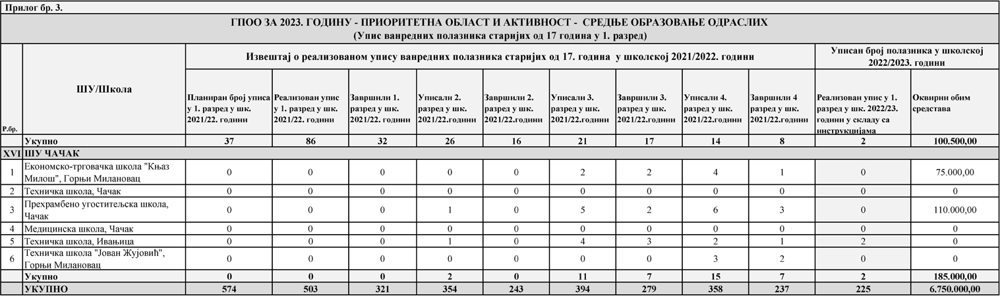 Прилог бр. 3.
ГПОО ЗА 2023. ГОДИНУ - ПРИОРИТЕТНА ОБЛАСТ И АКТИВНОСТ - СРЕДЊЕ ОБРАЗОВАЊЕ ОДРАСЛИХ
(Упис ванредних полазника старијих од 17 година у 1. разред)
Р.бр.
ШУ/Школа
Извештај о реализованом упису ванредних полазника старијих од 17. година у школској 2021/2022. години
Уписан број полазника у школској
2022/2023. години
Планиран број уписа
у 1. разред у шк.
2021/22. години
Реализован упис
у 1. разред у шк.
2021/22. години
Завршили 1.
разред у шк.
2021/22. години
Уписали 2.
разред у шк.
2021/22.години
Завршили 2.
разред у шк.
2021/22. години
Уписали 3.
разред у шк.
2021/22.години
Завршили 3.
разред у шк.
2021/22.години
Уписали 4.
разред у шк.
2021/22.години
Завршили 4
разред у шк.
2021/22.години
Реализован упис у 1.
разред у шк. 2022/23.
години у складу са
инструкцијама
Оквирни обим
средстава
Укупно 37 86 32 26 16 21 17 14 8 2 100.500,00
XVI ШУ ЧАЧАК
1 Економско-трговачка школа "Књаз
Милош", Горњи Милановац 0 0 0 0 0 2 2 4 1 0 75.000,00
2 Техничка школа, Чачак 0 0 0 0 0 0 0 0 0 0 0
3 Прехрамбено угоститељска школа,
Чачак 0 0 0 1 0 5 2 6 3 0 110.000,00
4 Медицинска школа, Чачак 0 0 0 0 0 0 0 0 0 0 0
5 Техничка школа, Ивањица 0 0 0 1 0 4 3 2 1 2 0
6 Техничка школа "Јован Жујовић",
Горњи Милановац 0 0 0 0 0 0 0 3 2 0 0
Укупно 0 0 0 2 0 11 7 15 7 2 185.000,00
УКУПНО 574 503 321 354 243 394 279 358 237 225 6.750.000,00